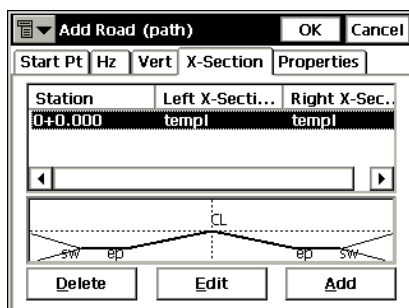 Add Road (path) OK Cancel
Start Pt Hz Vert X-Section Properties
Station Left X-Secti... Right X-Sec..
0+0.000 templ templ
CL
sw ep ep sw
Delete Edit Add